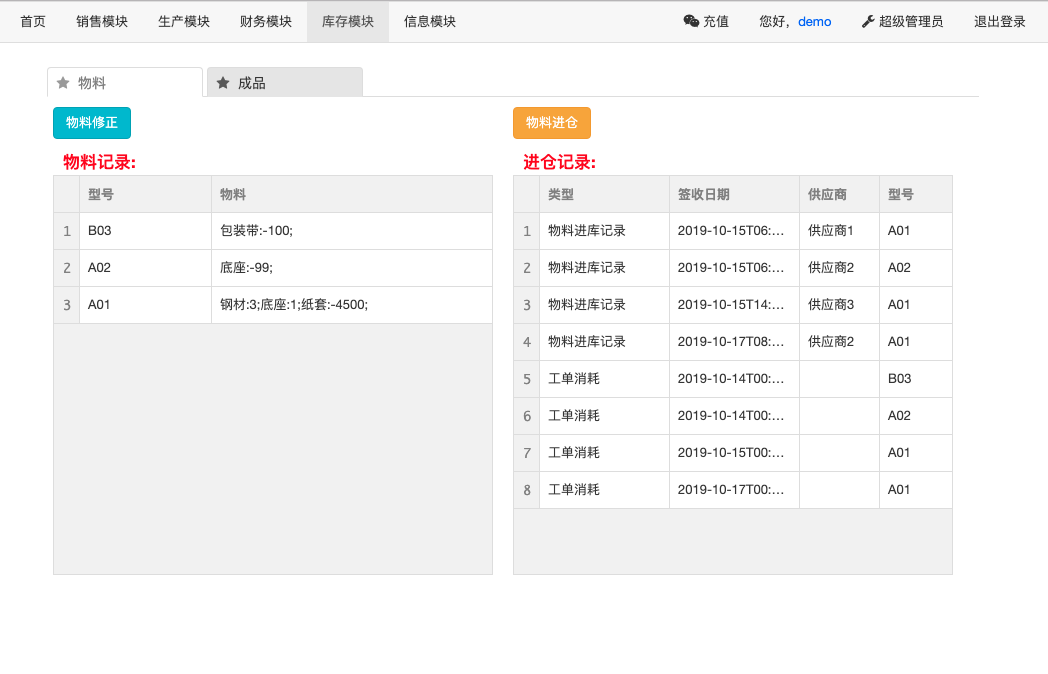 首页 销售模块 生产模块 财务模块 库存模块 信息模块 充值 您好，demo 超级管理员 退出登录
物料 成品
物料修正 物料进仓
物料记录:
型号 物料
1 B03 包装带:-100;
2 A02 底座:-99;
3 A01 钢材:3;底座:1;纸套:-4500;
进仓记录:
类型 签收日期 供应商 型号
1 物料进库记录 2019-10-15T06:... 供应商1 A01
2 物料进库记录 2019-10-15T06:... 供应商2 A02
3 物料进库记录 2019-10-15T14:... 供应商3 A01
4 物料进库记录 2019-10-17T08:... 供应商2 A01
5 工单消耗 2019-10-14T00:... B03
6 工单消耗 2019-10-14T00:... A02
7 工单消耗 2019-10-15T00:... A01
8 工单消耗 2019-10-17T00:... A01